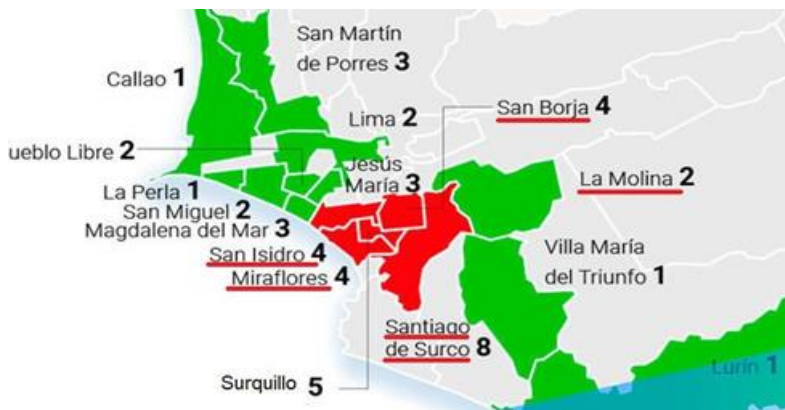 San Martín
de Porres 3
Callao 1
Lima 2
San Borja 4
ueblo Libre 2
Jesús
María 3
La Molina 2
La Perla 1
San Miguel 2
Magdalena del Mar 3
San Isidro 4
Miraflores 4
Villa María
del Triunfo 1
Santiago
de Surco 8
Surquillo 5
Lurín 1